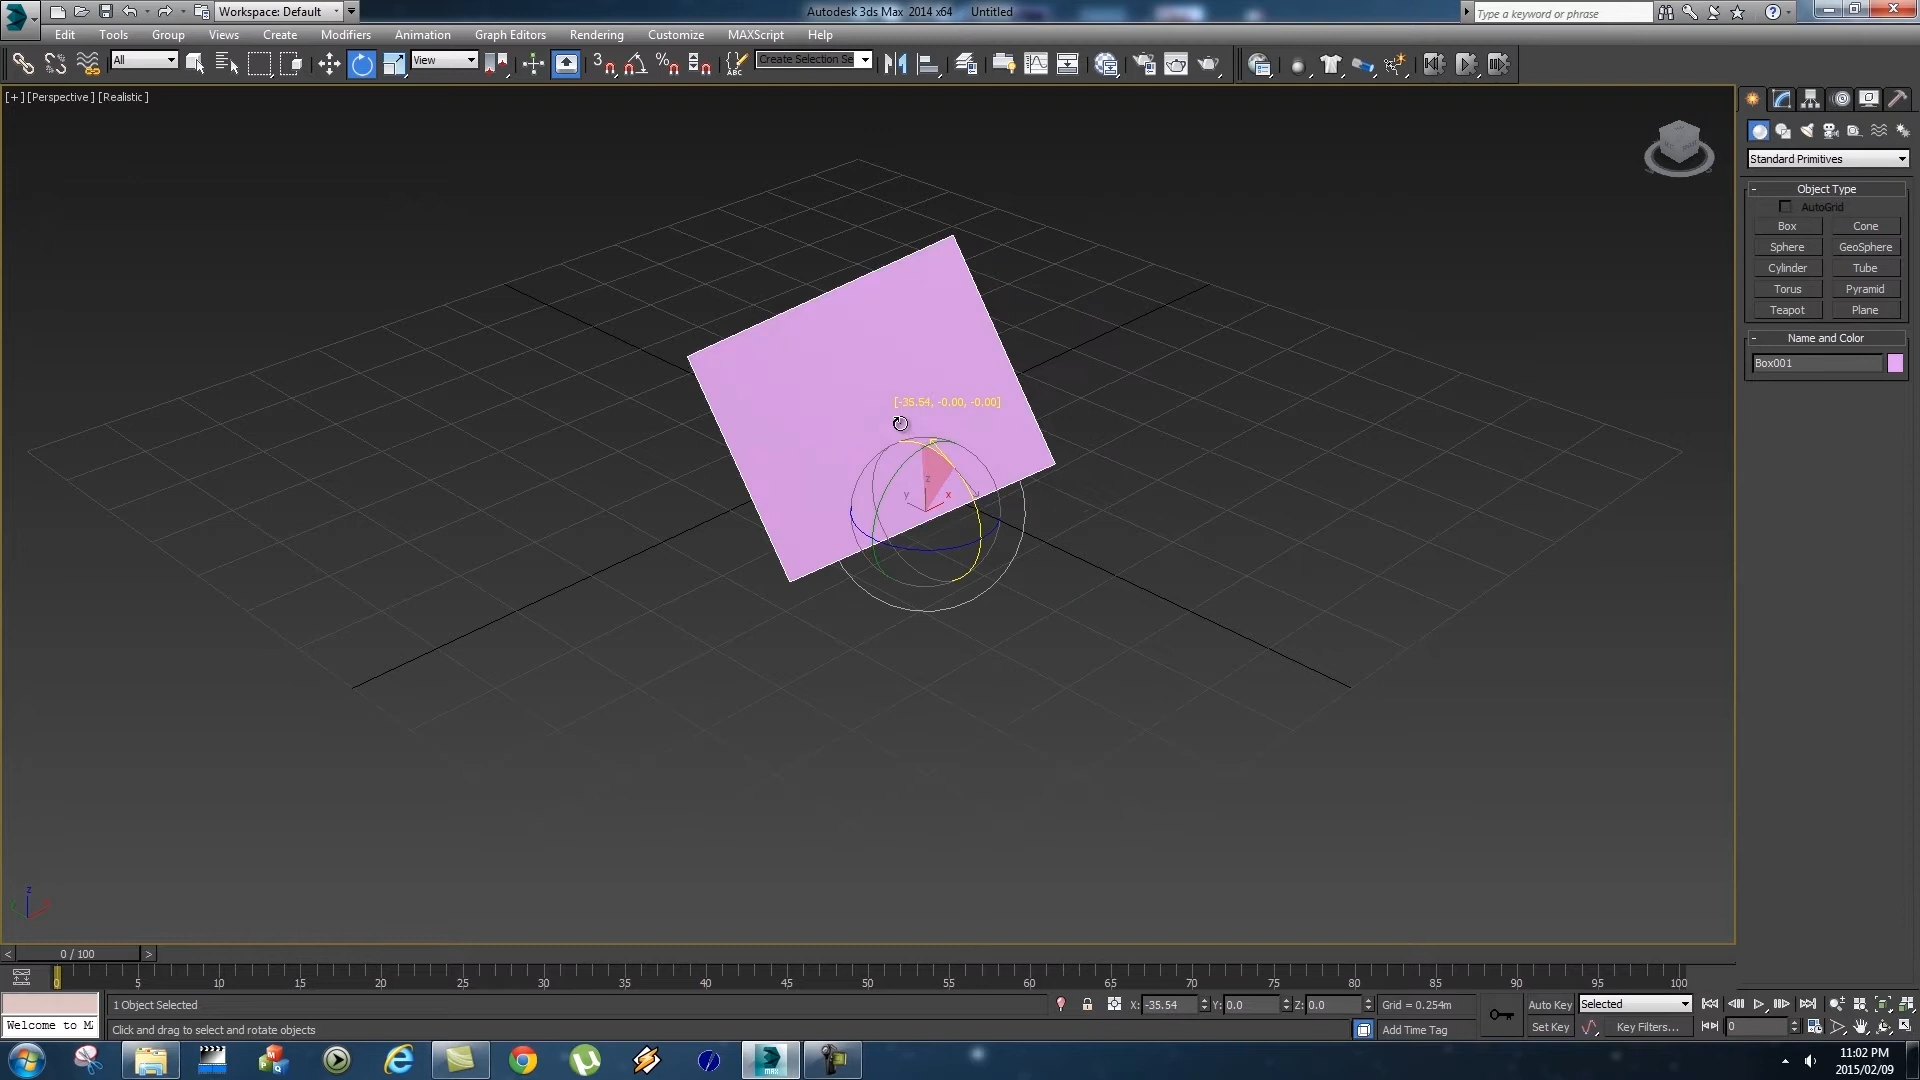 Workspace: Default
Autodesk 3ds Max 2014 x64 Untitled
Type a keyword or phrase
Edit Tools Group Views Create Modifiers Animation Graph Editors Rendering Customize MAXScript Help
All
View
3
%
ABC
Create Selection Se
[+] [Perspective] [Realistic]
Standard Primitives
- Object Type
AutoGrid
Box Cone
Sphere GeoSphere
Cylinder Tube
Torus Pyramid
Teapot Plane
- Name and Color
Box001
[-35.54, -0.00, -0.00]
z
y x
z
< 0 / 100 >
0 5 10 15 20 25 30 35 40 45 50 55 60 65 70 75 80 85 90 95 100
1 Object Selected
X: -35.54 Y: 0.0 Z: 0.0 Grid = 0.254m
Auto Key Selected
Welcome to M
Click and drag to select and rotate objects
Add Time Tag
Set Key Key Filters... 0
MAX
11:02 PM
2015/02/09